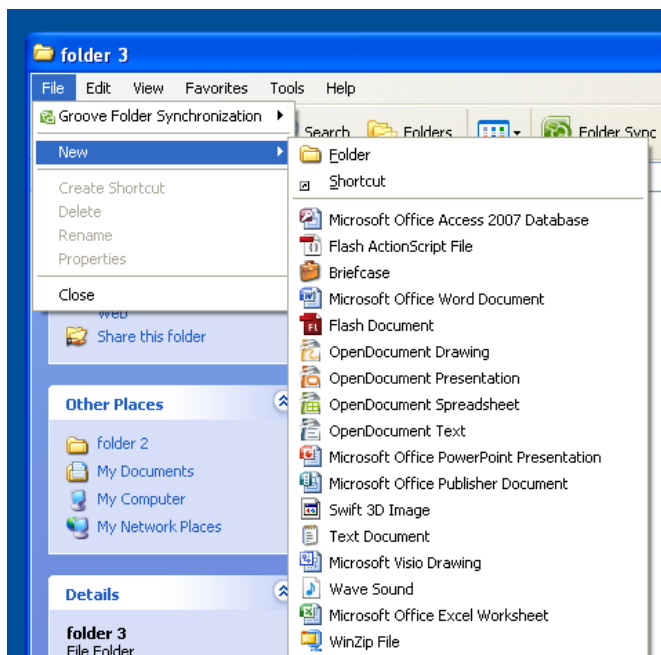 folder 3
File Edit View Favorites Tools Help
Groove Folder Synchronization
Search Folders Folder Sync
New
Create Shortcut
Delete
Rename
Properties
Close
Folder
Shortcut
Microsoft Office Access 2007 Database
Flash ActionScript File
Briefcase
Microsoft Office Word Document
Flash Document
OpenDocument Drawing
OpenDocument Presentation
OpenDocument Spreadsheet
OpenDocument Text
Microsoft Office PowerPoint Presentation
Microsoft Office Publisher Document
Swift 3D Image
Text Document
Microsoft Visio Drawing
Wave Sound
Microsoft Office Excel Worksheet
WinZip File
Web
Share this folder
Other Places
folder 2
My Documents
My Computer
My Network Places
Details
folder 3
File Folder